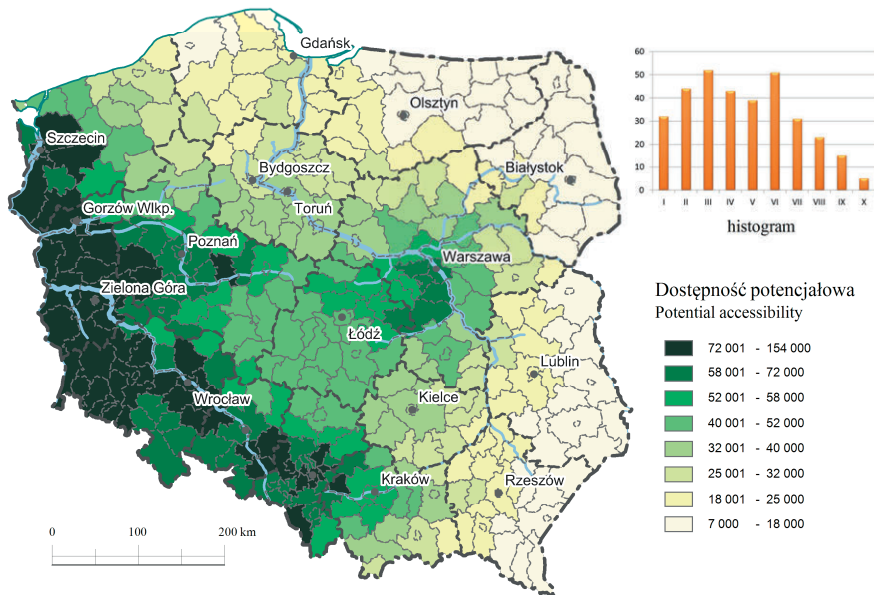 Gdańsk
Olsztyn
Szczecin
Bydgoszcz
Białystok
Toruń
Gorzów Wlkp.
Poznań
Warszawa
Zielona Góra
Łódź
Lublin
Wrocław
Kielce
Kraków
Rzeszów
0 100 200 km
60
50
40
30
20
10
0
I II III IV V VI VII VIII IX X
histogram
Dostępność potencjałowa
Potential accessibility
72 001 - 154 000
58 001 - 72 000
52 001 - 58 000
40 001 - 52 000
32 001 - 40 000
25 001 - 32 000
18 001 - 25 000
7 000 - 18 000